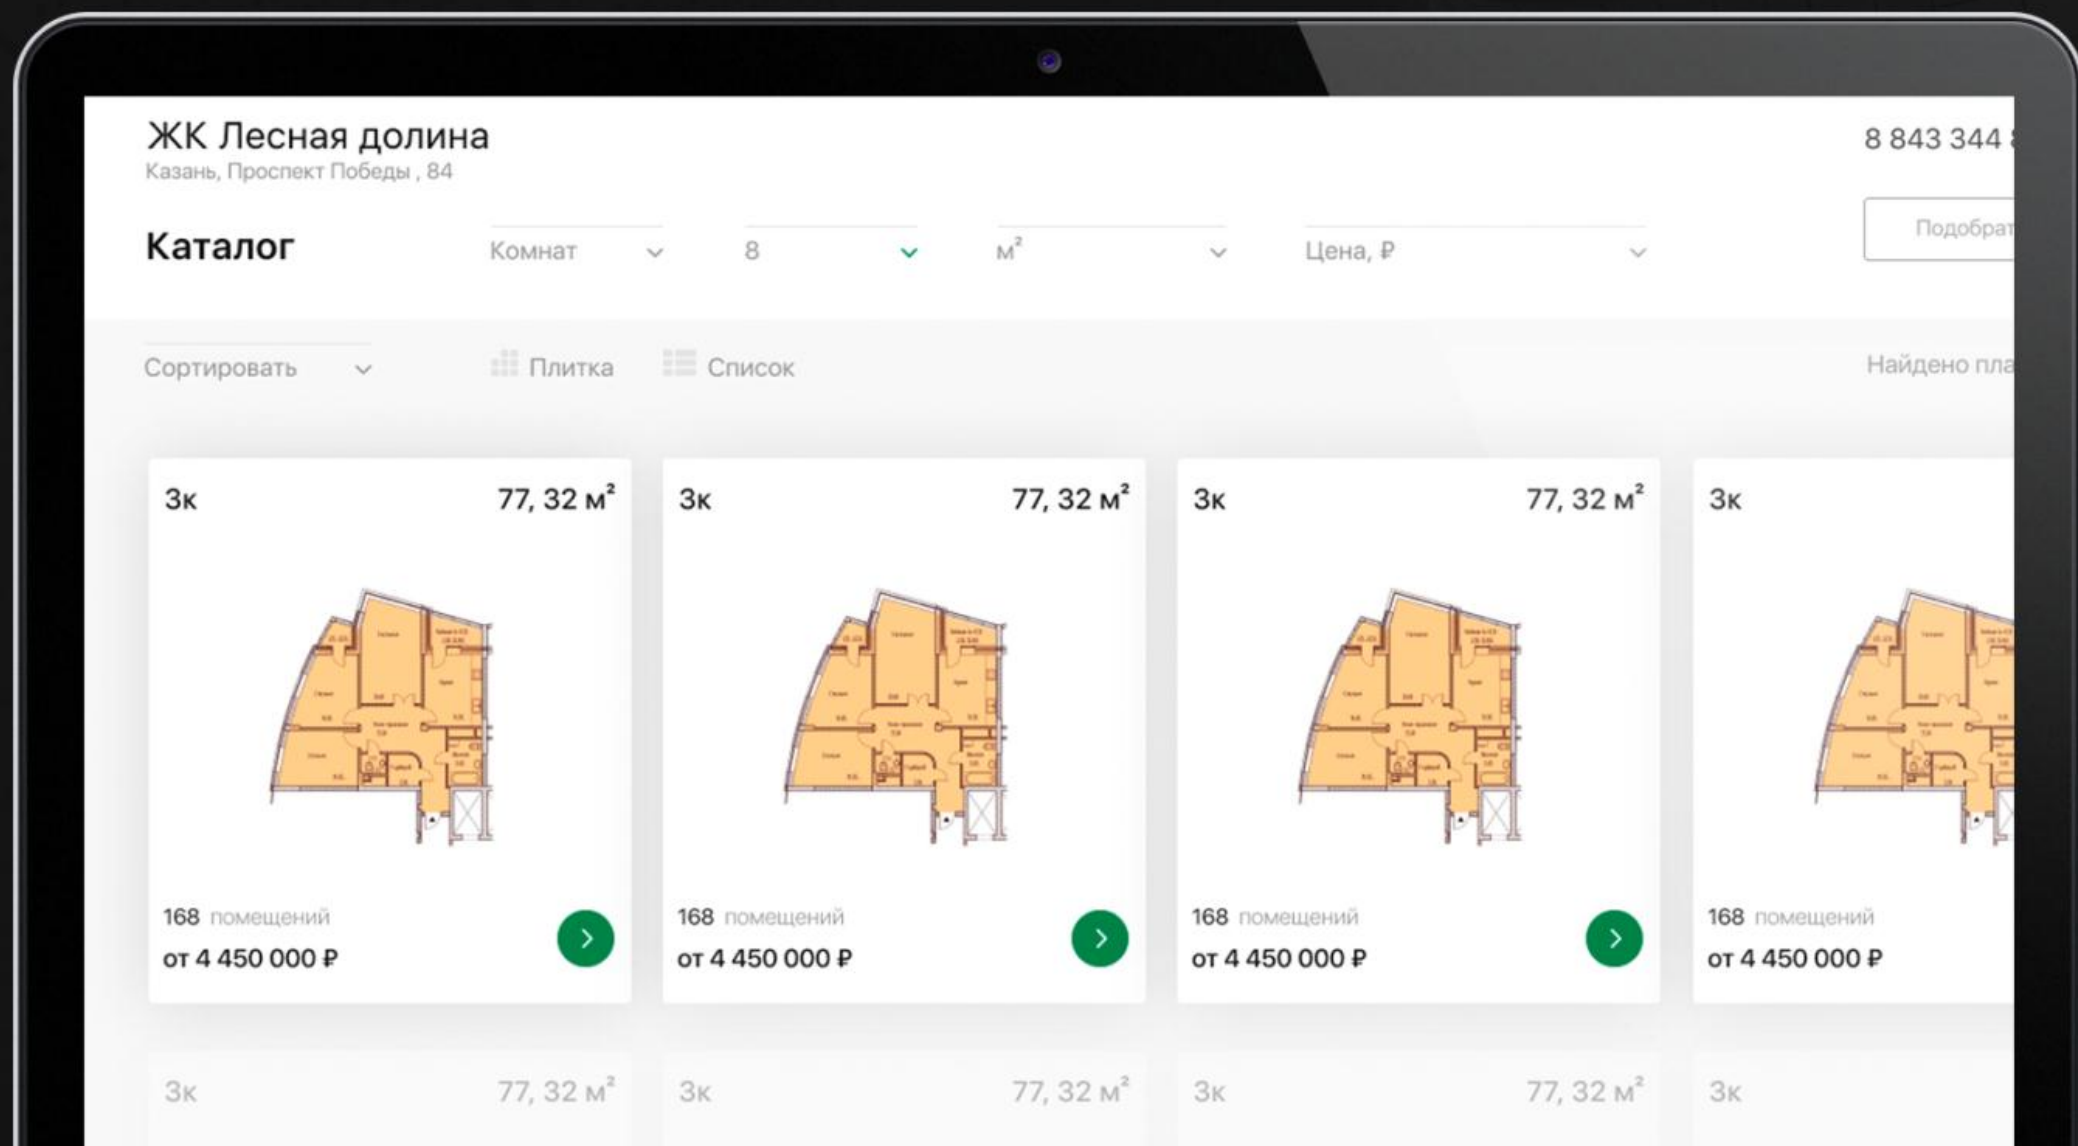 ЖК Лесная долина
8 843 344
Казань, Проспект Победы , 84
Каталог
Комнат
8
м²
Цена, ₽
Подобрат
Сортировать
Плитка
Список
Найдено пла
3к 77, 32 м²
3к 77, 32 м²
3к 77, 32 м²
3к
168 помещений
от 4 450 000 ₽
168 помещений
от 4 450 000 ₽
168 помещений
от 4 450 000 ₽
168 помещений
от 4 450 000 ₽
3к 77, 32 м²
3к 77, 32 м²
3к 77, 32 м²
3к